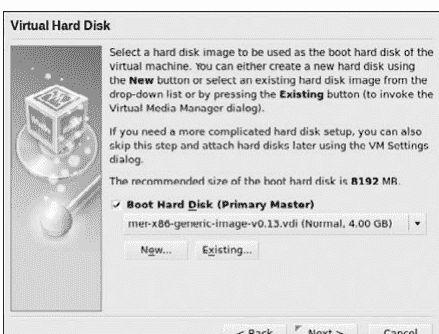 Virtual Hard Disk
Select a hard disk image to be used as the boot hard disk of the
virtual machine. You can either create a new hard disk using
the New button or select an existing hard disk image from the
drop-down list or by pressing the Existing button (to invoke the
Virtual Media Manager dialog).
If you need a more complicated hard disk setup, you can also
skip this step and attach hard disks later using the VM Settings
dialog.
The recommended size of the boot hard disk is 8192 MB.
Boot Hard Disk (Primary Master)
mer-x86-generic-image-v0.13.vdi (Normal, 4.00 GB)
New... Existing...
< Back Next > Cancel